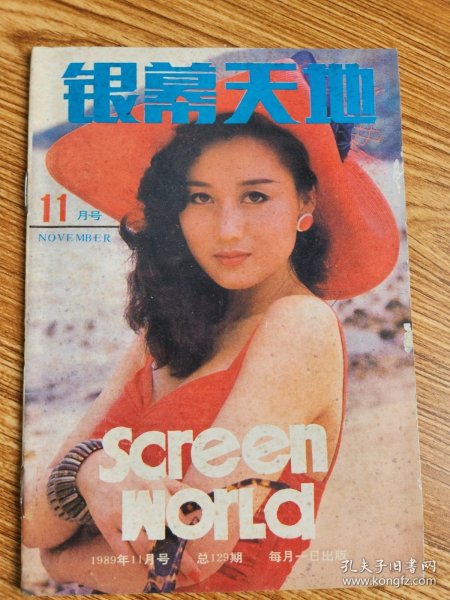 银幕天地
11 月号
NOVEMBER
Screen
World
1989年11月号 总129期 每月一日出版
孔夫子旧书网
www.kongfz.com